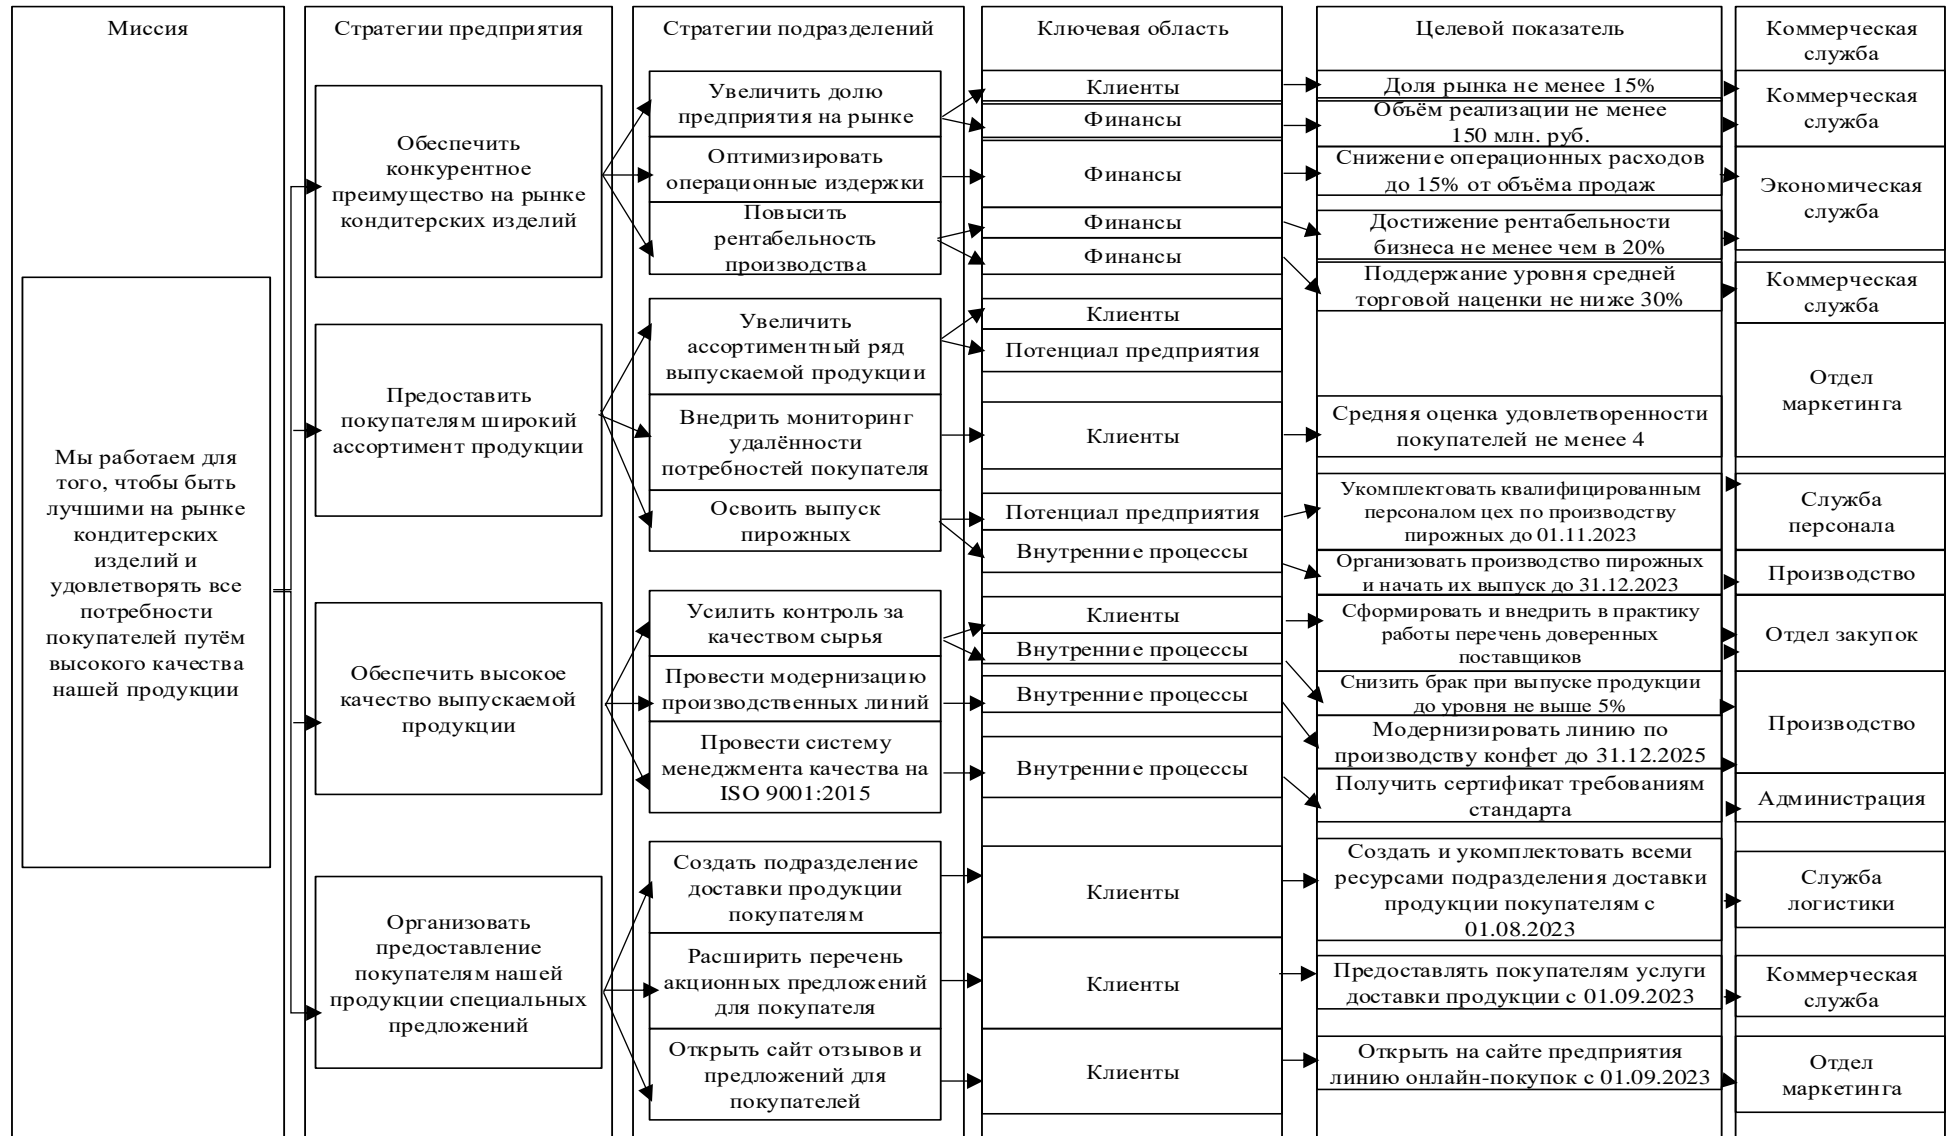 Миссия
Мы работаем для
того, чтобы быть
лучшими на рынке
кондитерских
изделий и
удовлетворять все
потребности
покупателей путём
высокого качества
нашей продукции
Стратегии предприятия
Обеспечить
конкурентное
преимущество на рынке
кондитерских изделий
Предоставить
покупателям широкий
ассортимент продукции
Обеспечить высокое
качество выпускаемой
продукции
Организовать
предоставление
покупателям нашей
продукции специальных
предложений
Стратегии подразделений
Увеличить долю
предприятия на рынке
Оптимизировать
операционные издержки
Повысить
рентабельность
производства
Увеличить
ассортиментный ряд
выпускаемой продукции
Внедрить мониторинг
удалённости
потребностей покупателя
Освоить выпуск
пирожных
Усилить контроль за
качеством сырья
Провести модернизацию
производственных линий
Провести систему
менеджмента качества на
ISO 9001:2015
Создать подразделение
доставки продукции
покупателям
Расширить перечень
акционных предложений
для покупателя
Открыть сайт отзывов и
предложений для
покупателей
Ключевая область
Клиенты
Финансы
Финансы
Финансы
Финансы
Клиенты
Потенциал предприятия
Клиенты
Потенциал предприятия
Внутренние процессы
Клиенты
Внутренние процессы
Внутренние процессы
Внутренние процессы
Клиенты
Клиенты
Клиенты
Целевой показатель
Доля рынка не менее 15%
Объём реализации не менее
150 млн. руб.
Снижение операционных расходов
до 15% от объёма продаж
Достижение рентабельности
бизнеса не менее чем в 20%
Поддержание уровня средней
торговой наценки не ниже 30%
Средняя оценка удовлетворенности
покупателей не менее 4
Укомплектовать квалифицированным
персоналом цех по производству
пирожных до 01.11.2023
Организовать производство пирожных
и начать их выпуск до 31.12.2023
Сформировать и внедрить в практику
работы перечень доверенных
поставщиков
Снизить брак при выпуске продукции
до уровня не выше 5%
Модернизировать линию по
производству конфет до 31.12.2025
Получить сертификат требованиям
стандарта
Создать и укомплектовать всеми
ресурсами подразделения доставки
продукции покупателям с
01.08.2023
Предоставлять покупателям услуги
доставки продукции с 01.09.2023
Открыть на сайте предприятия
линию онлайн-покупок с 01.09.2023
Коммерческая
служба
Коммерческая
служба
Экономическая
служба
Коммерческая
служба
Отдел
маркетинга
Служба
персонала
Производство
Отдел закупок
Производство
Администрация
Служба
логистики
Коммерческая
служба
Отдел
маркетинга